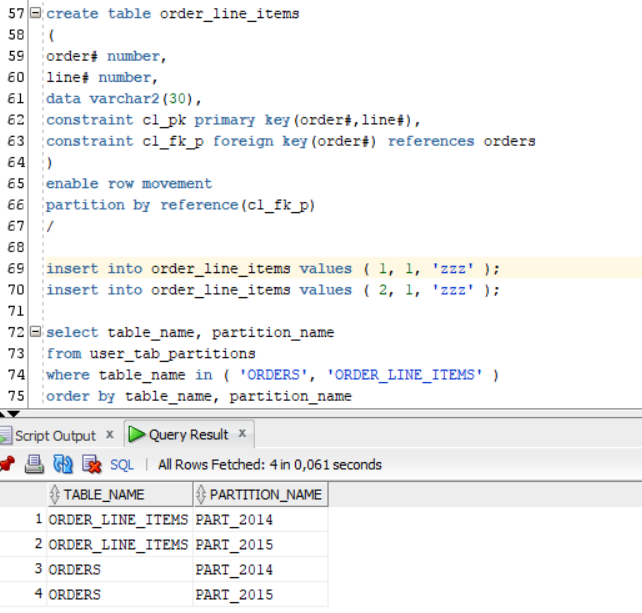 57 create table order_line_items
58 (
59 order# number,
60 line# number,
61 data varchar2(30),
62 constraint c1_pk primary key(order#,line#),
63 constraint c1_fk_p foreign key(order#) references orders
64 )
65 enable row movement
66 partition by reference(c1_fk_p)
67 /
68
69 insert into order_line_items values ( 1, 1, 'zzz' );
70 insert into order_line_items values ( 2, 1, 'zzz' );
71
72 select table_name, partition_name
73 from user_tab_partitions
74 where table_name in ( 'ORDERS', 'ORDER_LINE_ITEMS' )
75 order by table_name, partition_name
Script Output x Query Result x
SQL | All Rows Fetched: 4 in 0,061 seconds
TABLE_NAME PARTITION_NAME
1 ORDER_LINE_ITEMS PART_2014
2 ORDER_LINE_ITEMS PART_2015
3 ORDERS PART_2014
4 ORDERS PART_2015